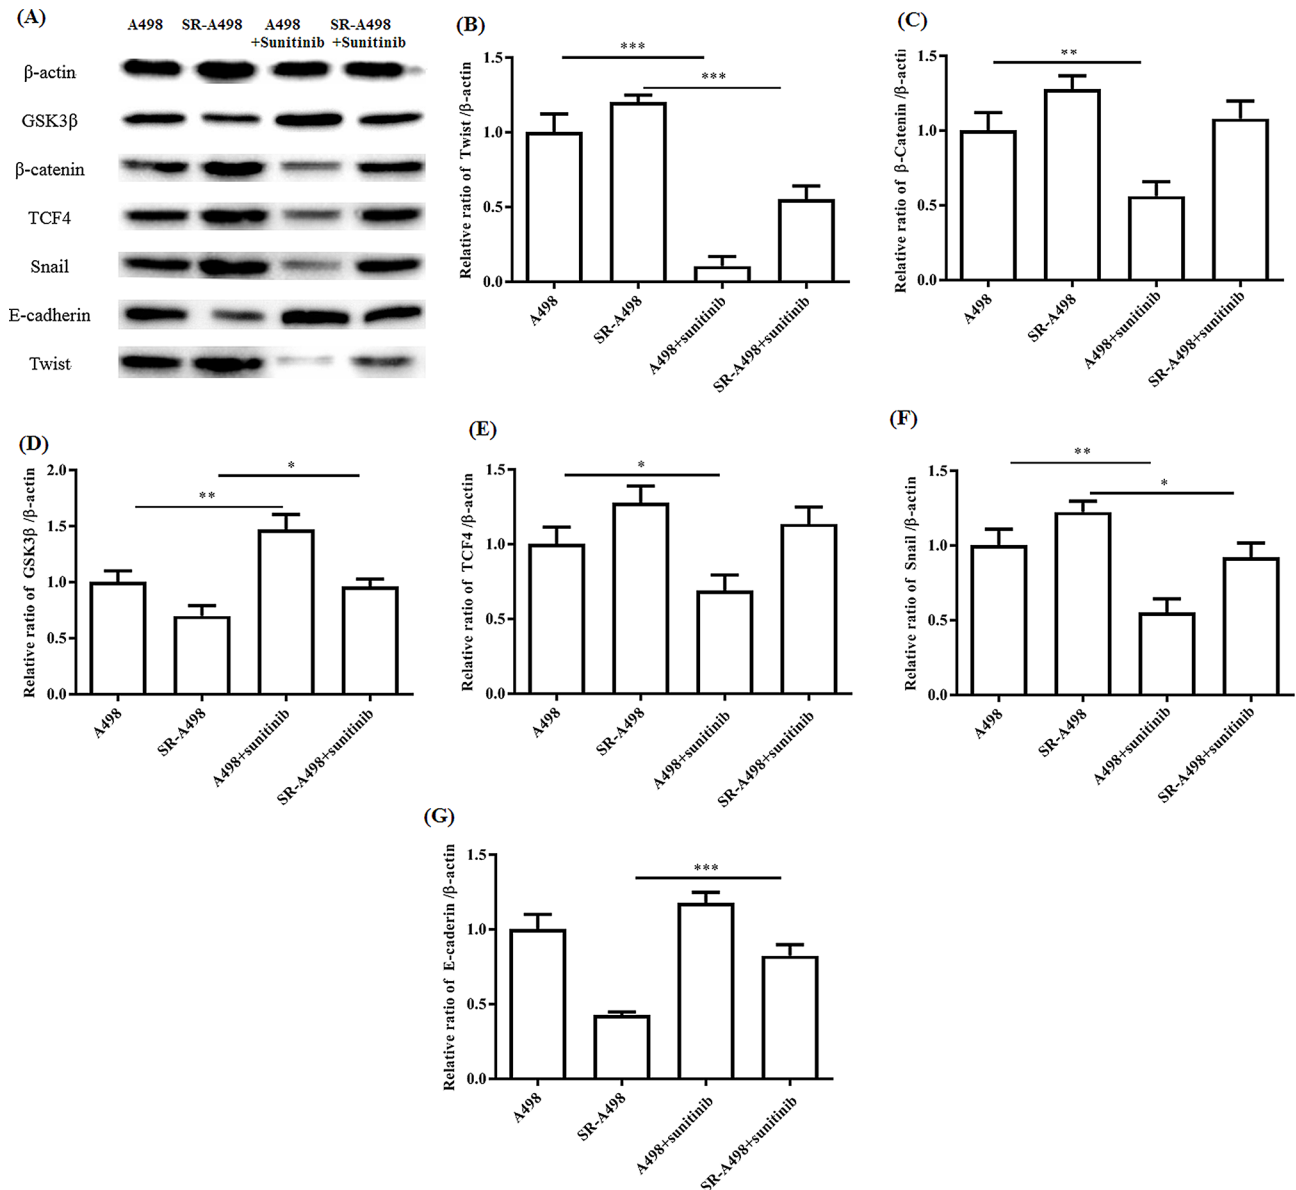 (A)
A498 SR-A498 A498 SR-A498
+Sunitinib +Sunitinib
β-actin
GSK3β
β-catenin
TCF4
Snail
E-cadherin
Twist
(B)
Relative ratio of Twist /β-actin
1.5
1.0
0.5
0.0
***
***
A498
SR-A498
A498+sunitinib
SR-A498+sunitinib
(C)
Relative ratio of β-Catenin /β-actin
1.5
1.0
0.5
0.0
**
A498
SR-A498
A498+sunitinib
SR-A498+sunitinib
(D)
Relative ratio of GSK3β /β-actin
2.0
1.5
1.0
0.5
0.0
*
**
A498
SR-A498
A498+sunitinib
SR-A498+sunitinib
(E)
Relative ratio of TCF4 /β-actin
1.5
1.0
0.5
0.0
*
A498
SR-A498
A498+sunitinib
SR-A498+sunitinib
(F)
Relative ratio of Snail /β-actin
1.5
1.0
0.5
0.0
**
*
A498
SR-A498
A498+sunitinib
SR-A498+sunitinib
(G)
Relative ratio of E-caderin /β-actin
1.5
1.0
0.5
0.0
***
A498
SR-A498
A498+sunitinib
SR-A498+sunitinib